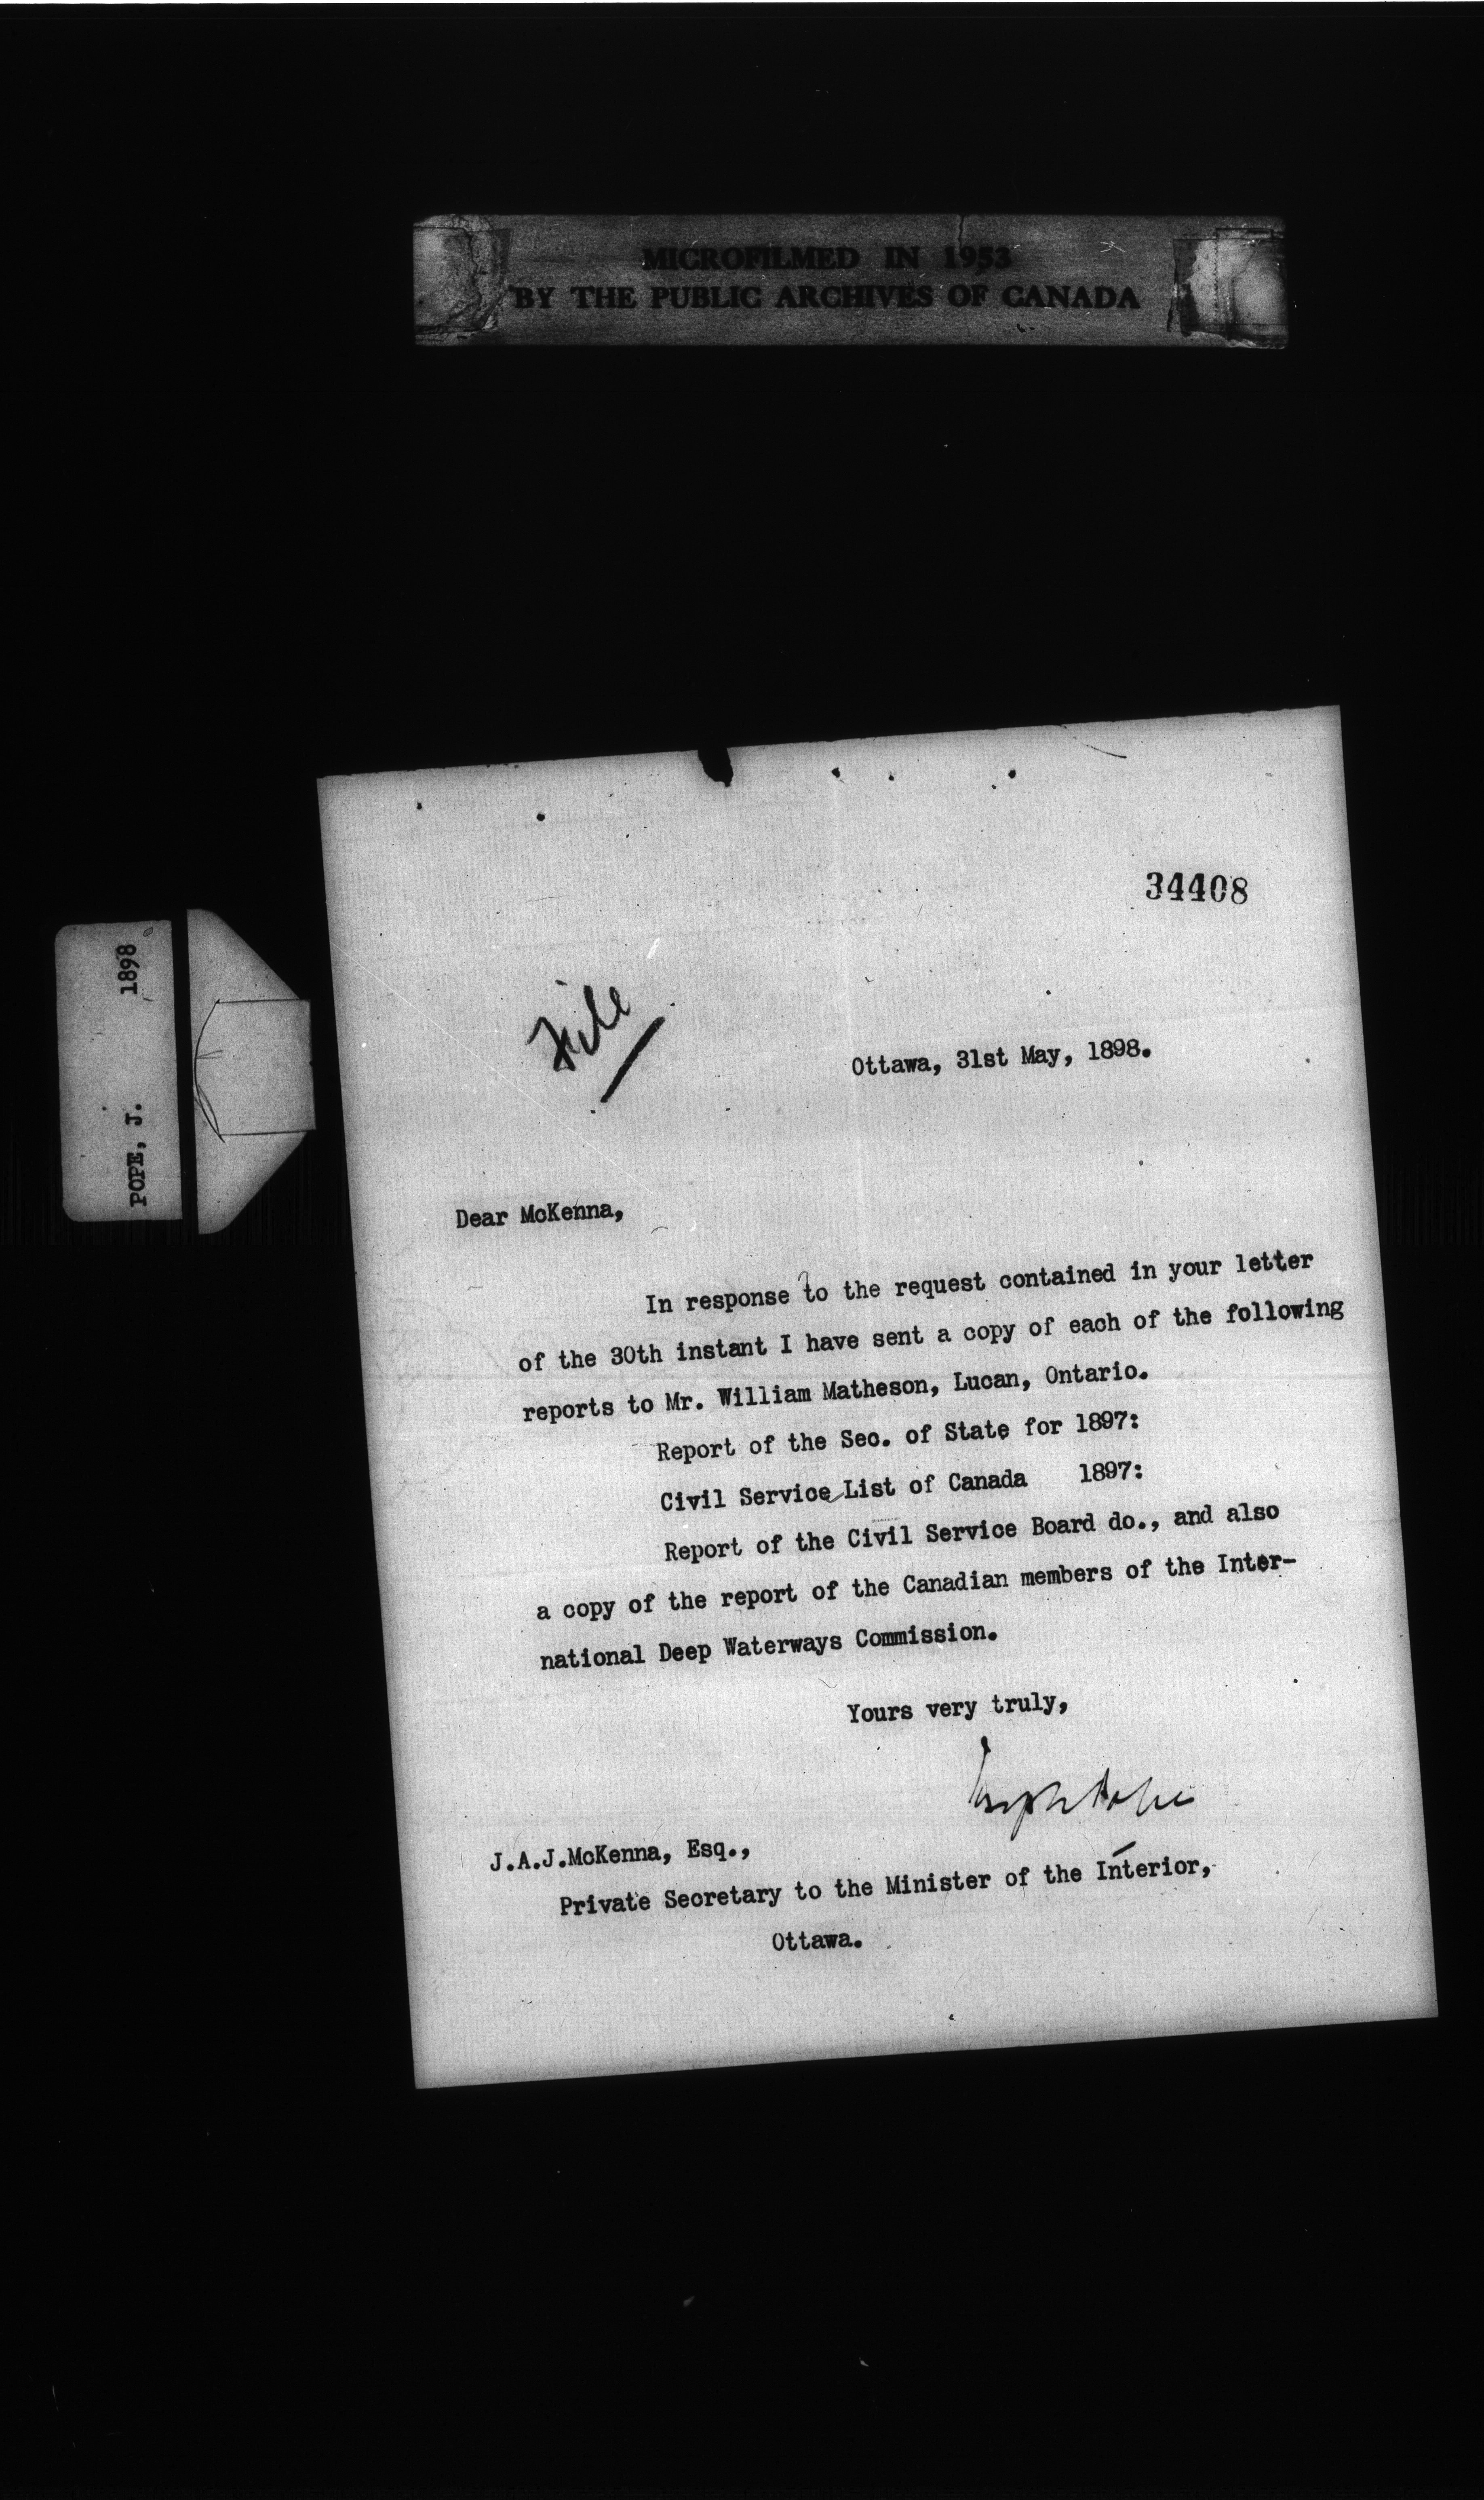 MICROFILMED IN 1953
BY THE PUBLIC ARCHIVES OF CANADA
POPE, J. 1898
34408
File
Ottawa, 31st May, 1898.
Dear McKenna,
In response to the request contained in your letter
of the 30th instant I have sent a copy of each of the following
reports to Mr. William Matheson, Lucan, Ontario.
Report of the Sec. of State for 1897:
Civil Service List of Canada 1897:
Report of the Civil Service Board do., and also
a copy of the report of the Canadian members of the Inter-
national Deep Waterways Commission.
Yours very truly,
Joseph Pope
J.A.J.McKenna, Esq.,
Private Secretary to the Minister of the Interior,
Ottawa.